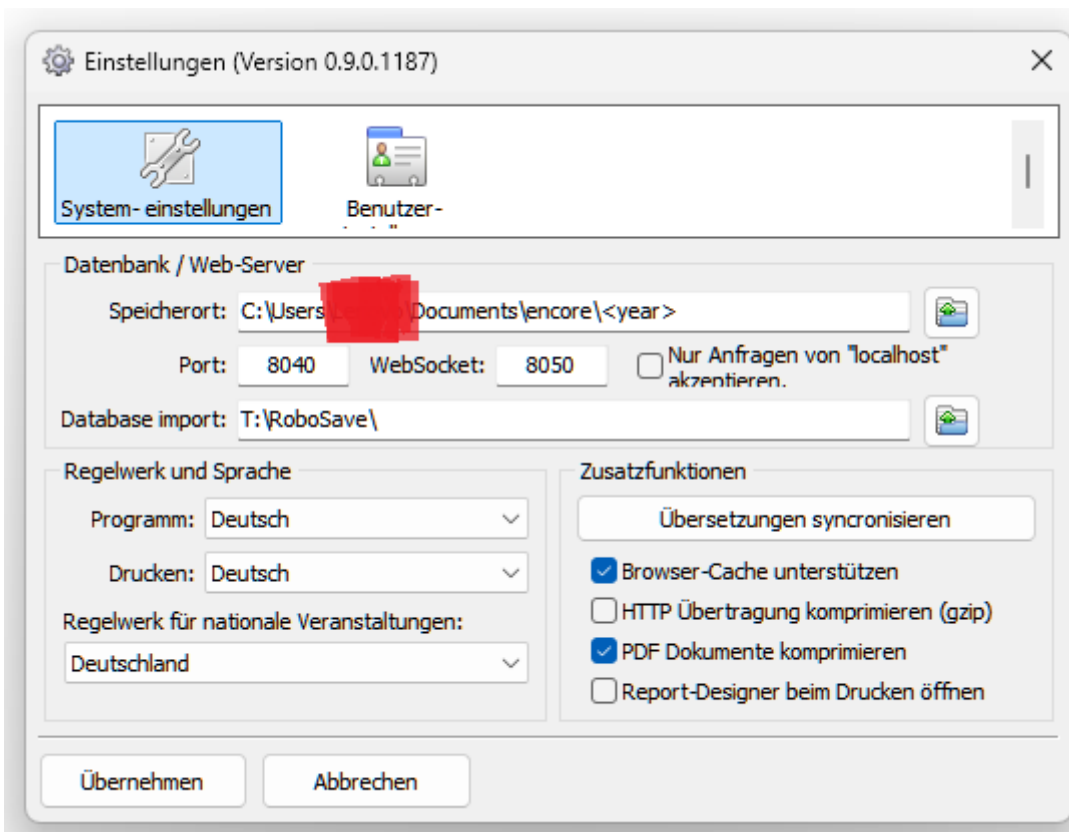 Einstellungen (Version 0.9.0.1187)
System- einstellungen
Benutzer-
Datenbank / Web-Server
Speicherort: C:\Users\ \Documents\encore\<year>
Port: 8040 WebSocket: 8050 Nur Anfragen von "localhost"
akzeptieren.
Database import: T:\RoboSave\
Regelwerk und Sprache
Programm: Deutsch
Drucken: Deutsch
Regelwerk für nationale Veranstaltungen:
Deutschland
Zusatzfunktionen
Übersetzungen syncronisieren
Browser-Cache unterstützen
HTTP Übertragung komprimieren (gzip)
PDF Dokumente komprimieren
Report-Designer beim Drucken öffnen
Übernehmen
Abbrechen